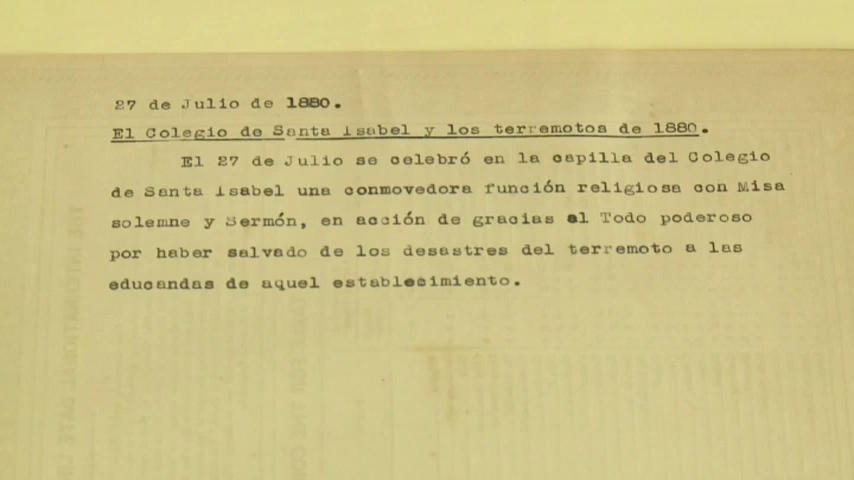 27 de Julio de 1880.
El Colegio de Santa Isabel y los terremotos de 1880.
El 27 de Julio se celebró en la capilla del Colegio
de Santa Isabel una conmovedora función religiosa con Misa
solemne y Sermón, en acción de gracias al Todo poderoso
por haber salvado de los desastres del terremoto a las
educandas de aquel establecimiento.